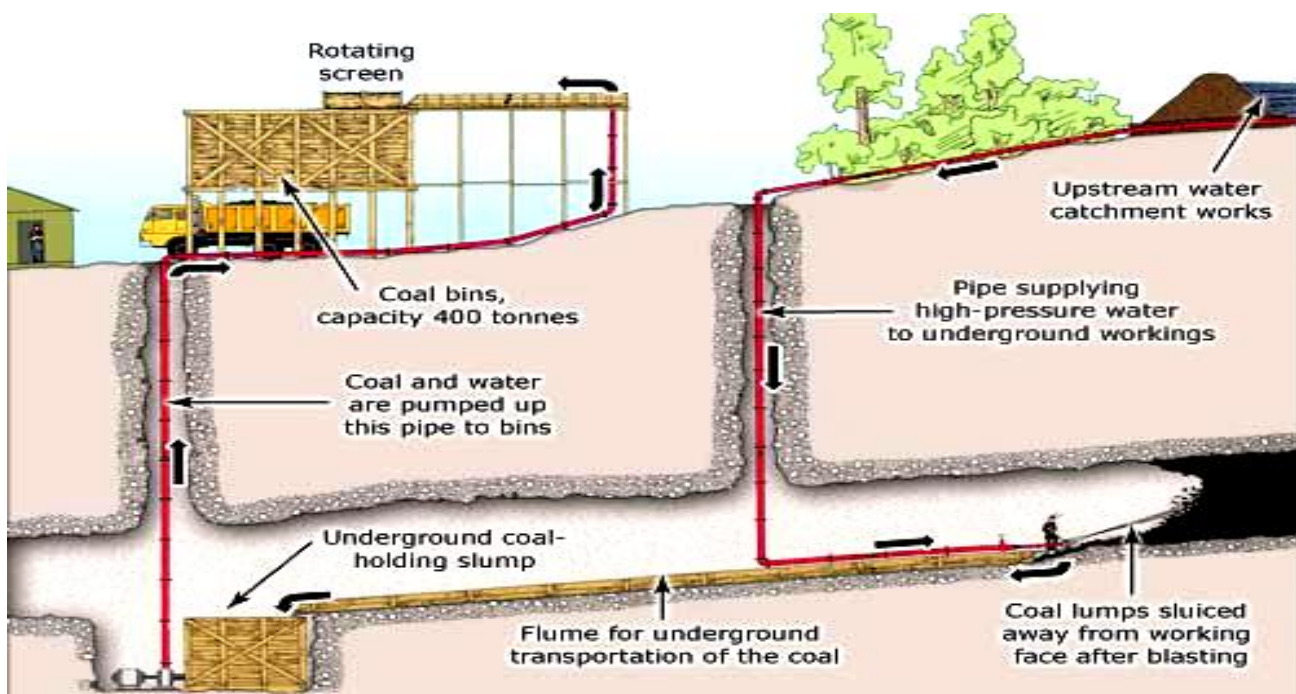 Rotating
screen
Upstream water
catchment works
Coal bins,
capacity 400 tonnes
Pipe supplying
high-pressure water
to underground workings
Coal and water
are pumped up
this pipe to bins
Underground coal-
holding slump
Flume for underground
transportation of the coal
Coal lumps sluiced
away from working
face after blasting